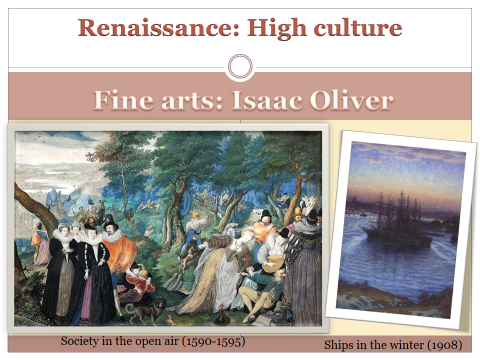 Renaissance: High culture
Fine arts: Isaac Oliver
Society in the open air (1590-1595)
Ships in the winter (1908)